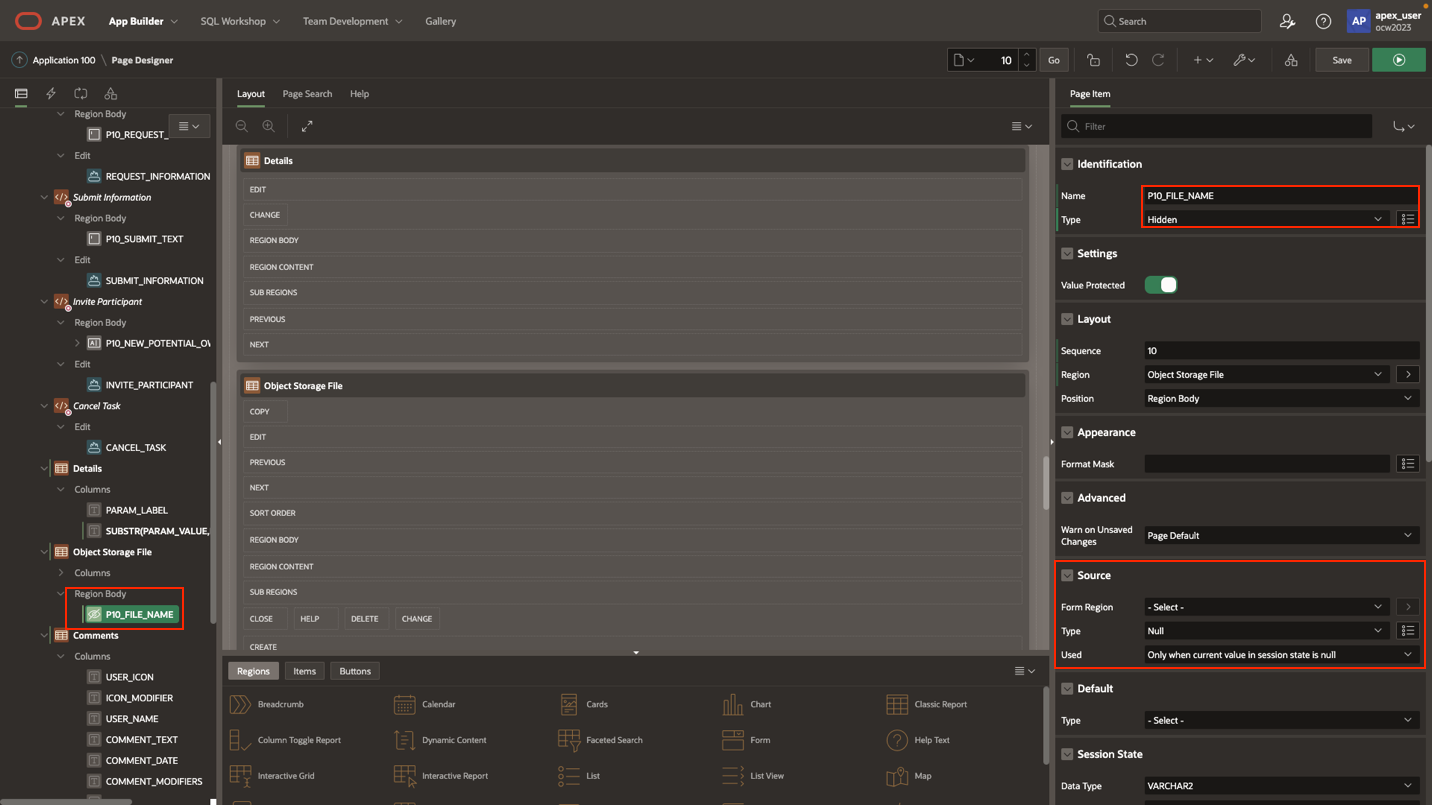 APEX App Builder SQL Workshop Team Development Gallery Search AP apex_user
ocw2023
Application 100 \ Page Designer 10 Go Save
Region Body
P10_REQUEST_
Edit
REQUEST_INFORMATION
Submit Information
Region Body
P10_SUBMIT_TEXT
Edit
SUBMIT_INFORMATION
Invite Participant
Region Body
P10_NEW_POTENTIAL_OW
Edit
INVITE_PARTICIPANT
Cancel Task
Edit
CANCEL_TASK
Details
Columns
PARAM_LABEL
SUBSTR(PARAM_VALUE,
Object Storage File
Columns
Region Body
P10_FILE_NAME
Comments
Columns
USER_ICON
ICON_MODIFIER
USER_NAME
COMMENT_TEXT
COMMENT_DATE
COMMENT_MODIFIERS
Layout Page Search Help
Details
EDIT
CHANGE
REGION BODY
REGION CONTENT
SUB REGIONS
PREVIOUS
NEXT
Object Storage File
COPY
EDIT
PREVIOUS
NEXT
SORT ORDER
REGION BODY
REGION CONTENT
SUB REGIONS
CLOSE HELP DELETE CHANGE
CREATE
Regions Items Buttons
Breadcrumb Calendar Cards Chart Classic Report
Column Toggle Report Dynamic Content Faceted Search Form Help Text
Interactive Grid Interactive Report List List View Map
Page Item
Filter
Identification
Name P10_FILE_NAME
Type Hidden
Settings
Value Protected
Layout
Sequence 10
Region Object Storage File
Position Region Body
Appearance
Format Mask
Advanced
Warn on Unsaved
Changes Page Default
Source
Form Region - Select -
Type Null
Used Only when current value in session state is null
Default
Type - Select -
Session State
Data Type VARCHAR2